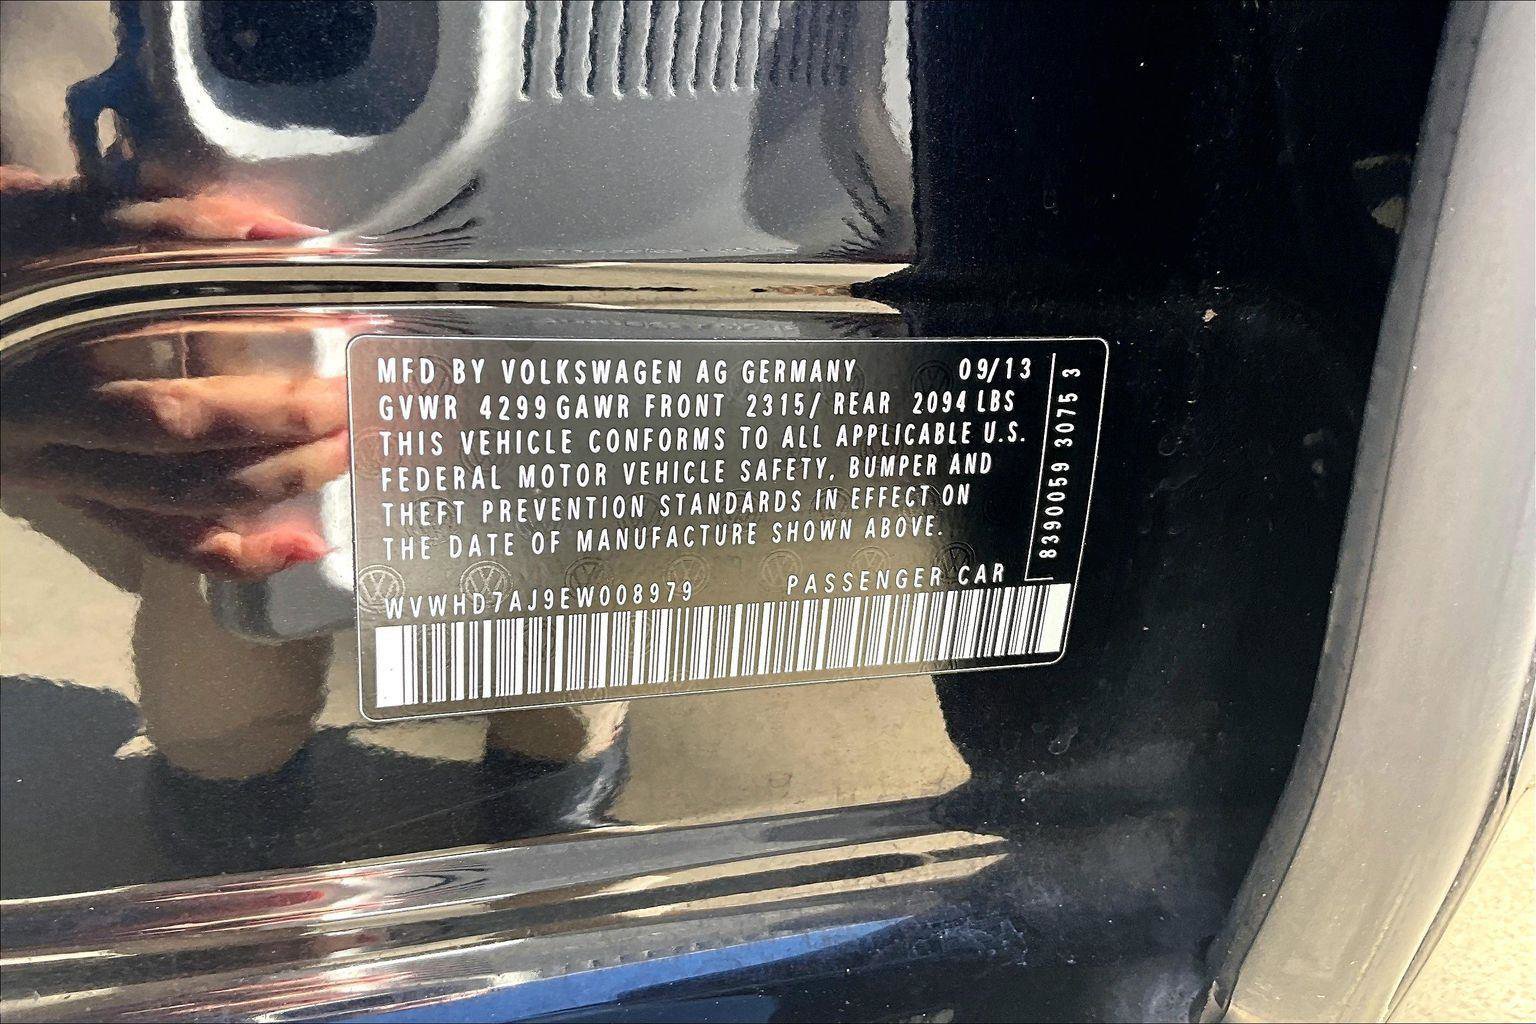 MFD BY VOLKSWAGEN AG GERMANY 09/13
GVWR 4299 GAWR FRONT 2315/ REAR 2094 LBS
THIS VEHICLE CONFORMS TO ALL APPLICABLE U.S.
FEDERAL MOTOR VEHICLE SAFETY, BUMPER AND
THEFT PREVENTION STANDARDS IN EFFECT ON
THE DATE OF MANUFACTURE SHOWN ABOVE.
WVWHD7AJ9EW008979 PASSENGER CAR
8390059 3075 3